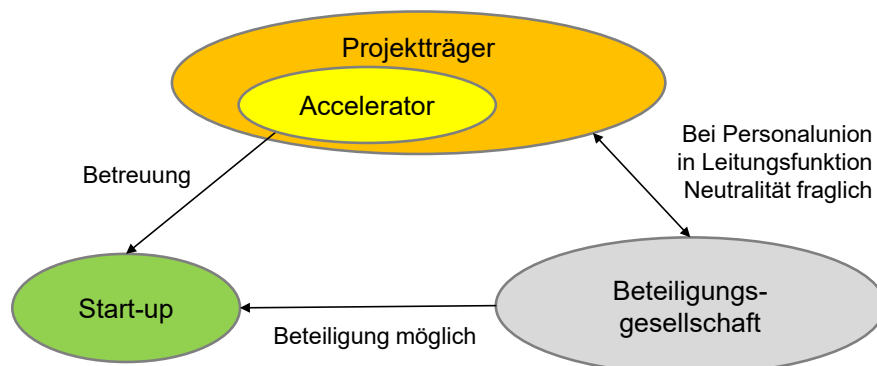 Projektträger
Accelerator
Bei Personalunion
in Leitungsfunktion
Neutralität fraglich
Betreuung
Start-up
Beteiligungs-
gesellschaft
Beteiligung möglich